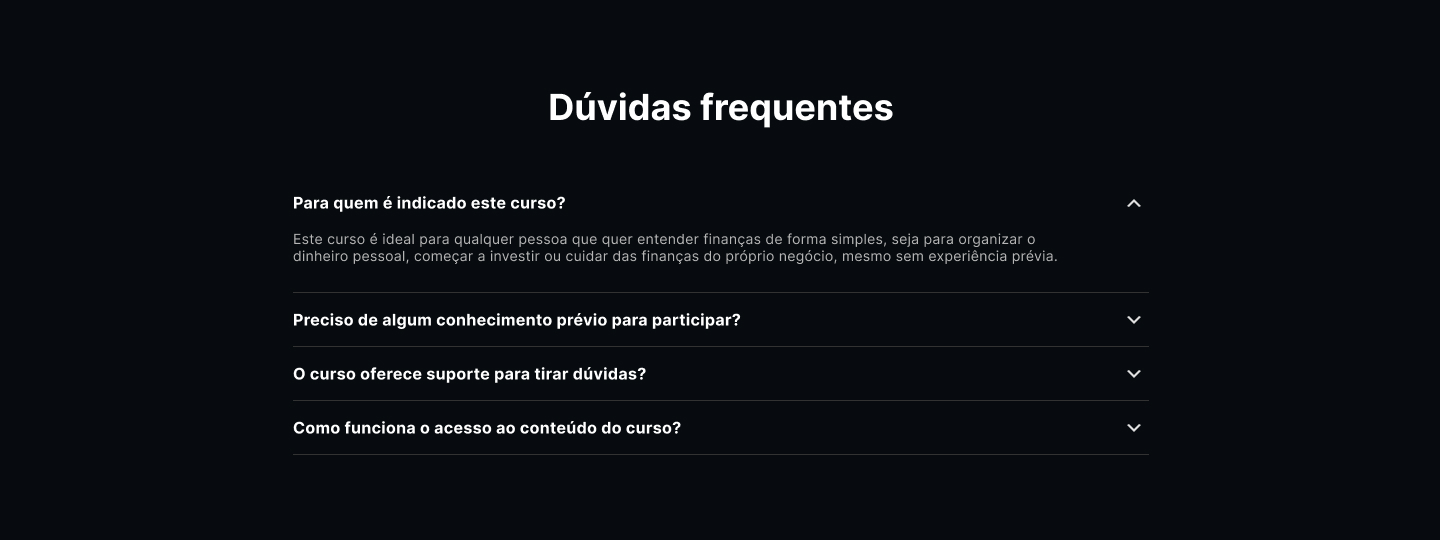 Dúvidas frequentes
Para quem é indicado este curso?
Este curso é ideal para qualquer pessoa que quer entender finanças de forma simples, seja para organizar o
dinheiro pessoal, começar a investir ou cuidar das finanças do próprio negócio, mesmo sem experiência prévia.
Preciso de algum conhecimento prévio para participar?
O curso oferece suporte para tirar dúvidas?
Como funciona o acesso ao conteúdo do curso?